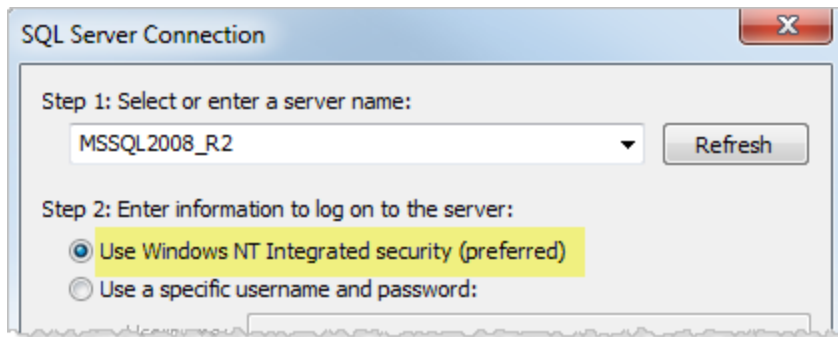 SQL Server Connection
Step 1: Select or enter a server name:
MSSQL2008_R2
Refresh
Step 2: Enter information to log on to the server:
Use Windows NT Integrated security (preferred)
Use a specific username and password: